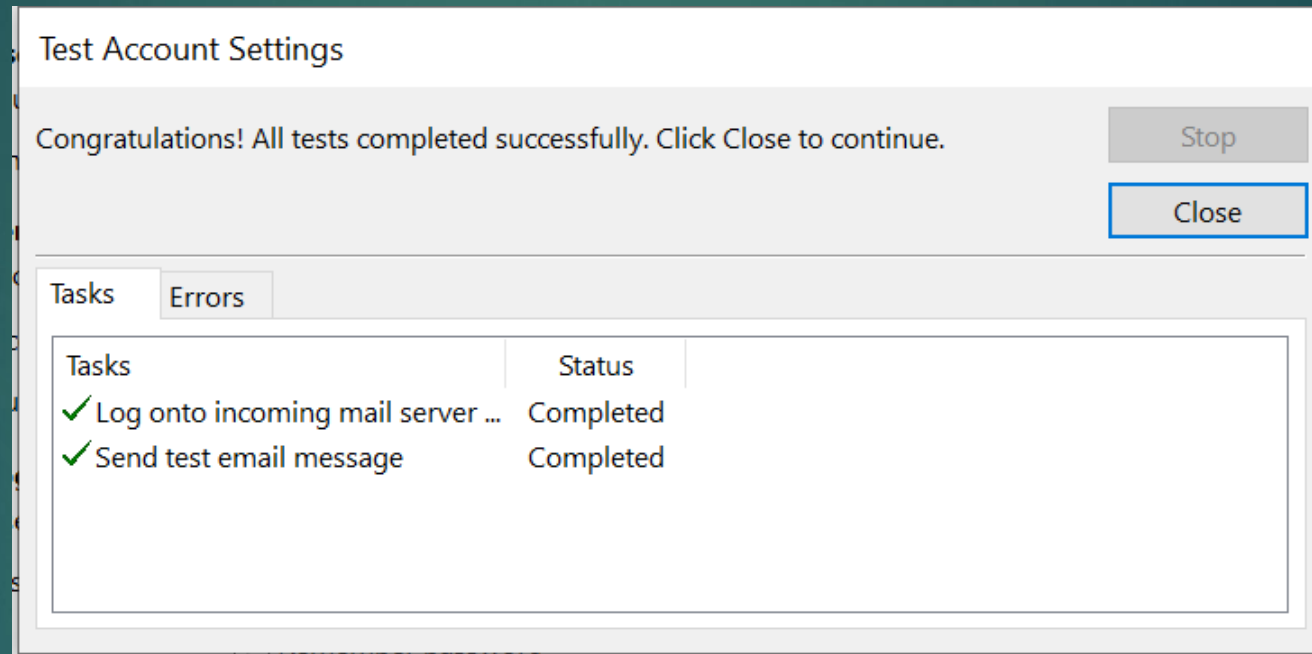 Test Account Settings
Congratulations! All tests completed successfully. Click Close to continue.
Stop
Close
Tasks Errors
Tasks Status
Log onto incoming mail server ... Completed
Send test email message Completed